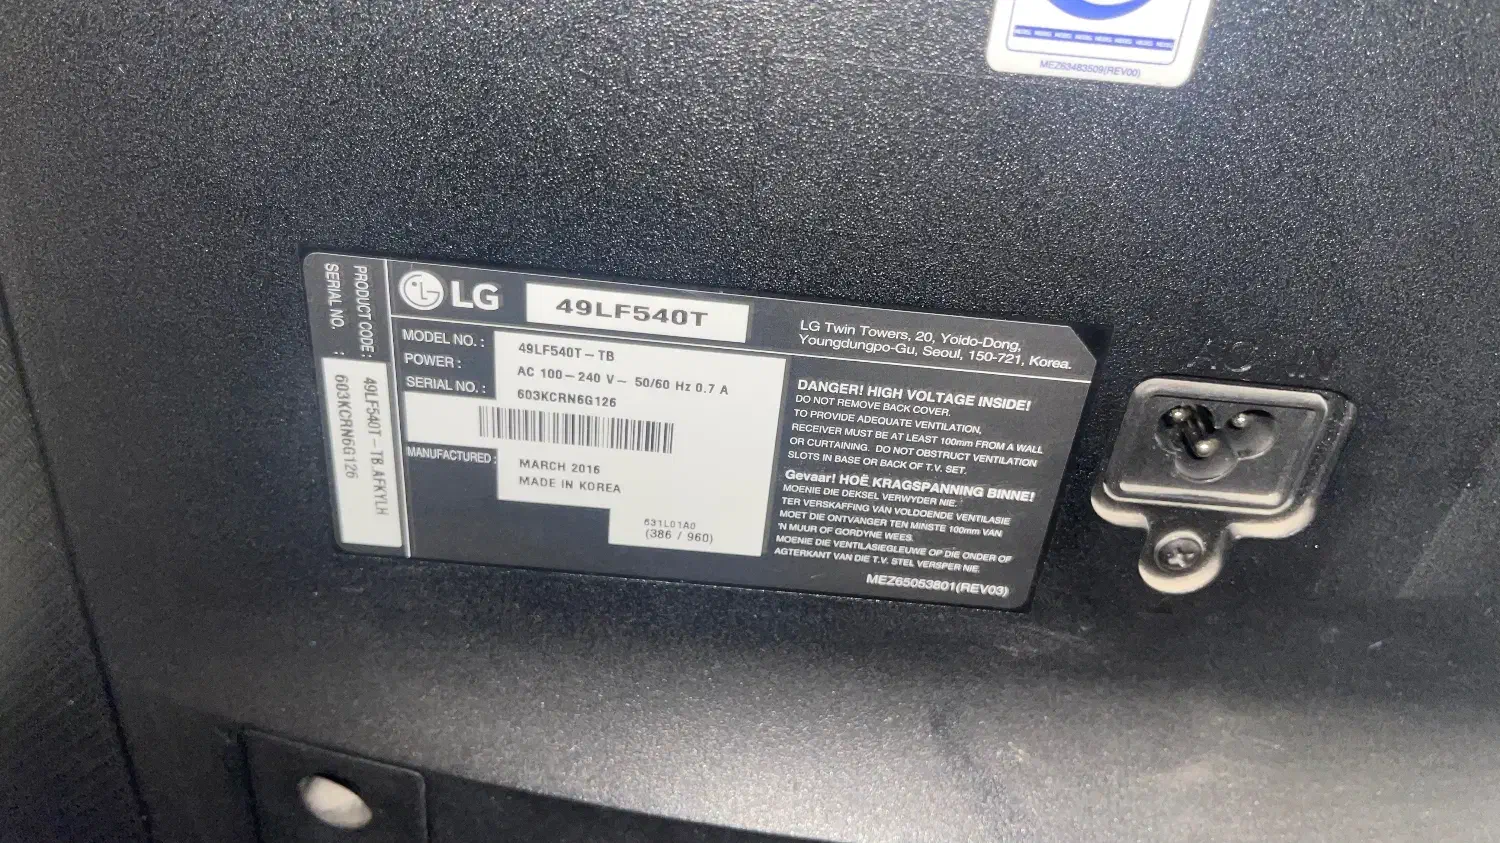 MEZ63483509(REV00)
LG
49LF540T
LG Twin Towers, 20, Yoido-Dong,
Youngdungpo-Gu, Seoul, 150-721, Korea.
PRODUCT CODE : 49LF540T-TB.AFKYLLH
SERIAL NO. : 603KCRN6G126
MODEL NO. : 49LF540T-TB
POWER : AC 100-240 V~ 50/60 Hz 0.7 A
SERIAL NO. : 603KCRN6G126
MANUFACTURED : MARCH 2016
MADE IN KOREA
631L01A0
(386 / 960)
DANGER! HIGH VOLTAGE INSIDE!
DO NOT REMOVE BACK COVER.
TO PROVIDE ADEQUATE VENTILATION,
RECEIVER MUST BE AT LEAST 100mm FROM A WALL
OR CURTAINING. DO NOT OBSTRUCT VENTILATION
SLOTS IN BASE OR BACK OF T.V. SET.
Gevaar! HOË KRAGSPANNING BINNE!
MOENIE DIE DEKSEL VERWYDER NIE.
TER VERSKAFFING VAN VOLDOENDE VENTILASIE
MOET DIE ONTVANGER TEN MINSTE 100mm VAN
'N MUUR OF GORDYNE WEES.
MOENIE DIE VENTILASIEGLEUWE OP DIE ONDER OF
AGTERKANT VAN DIE T.V. STEL VERSPER NIE.
MEZ65053801(REV03)